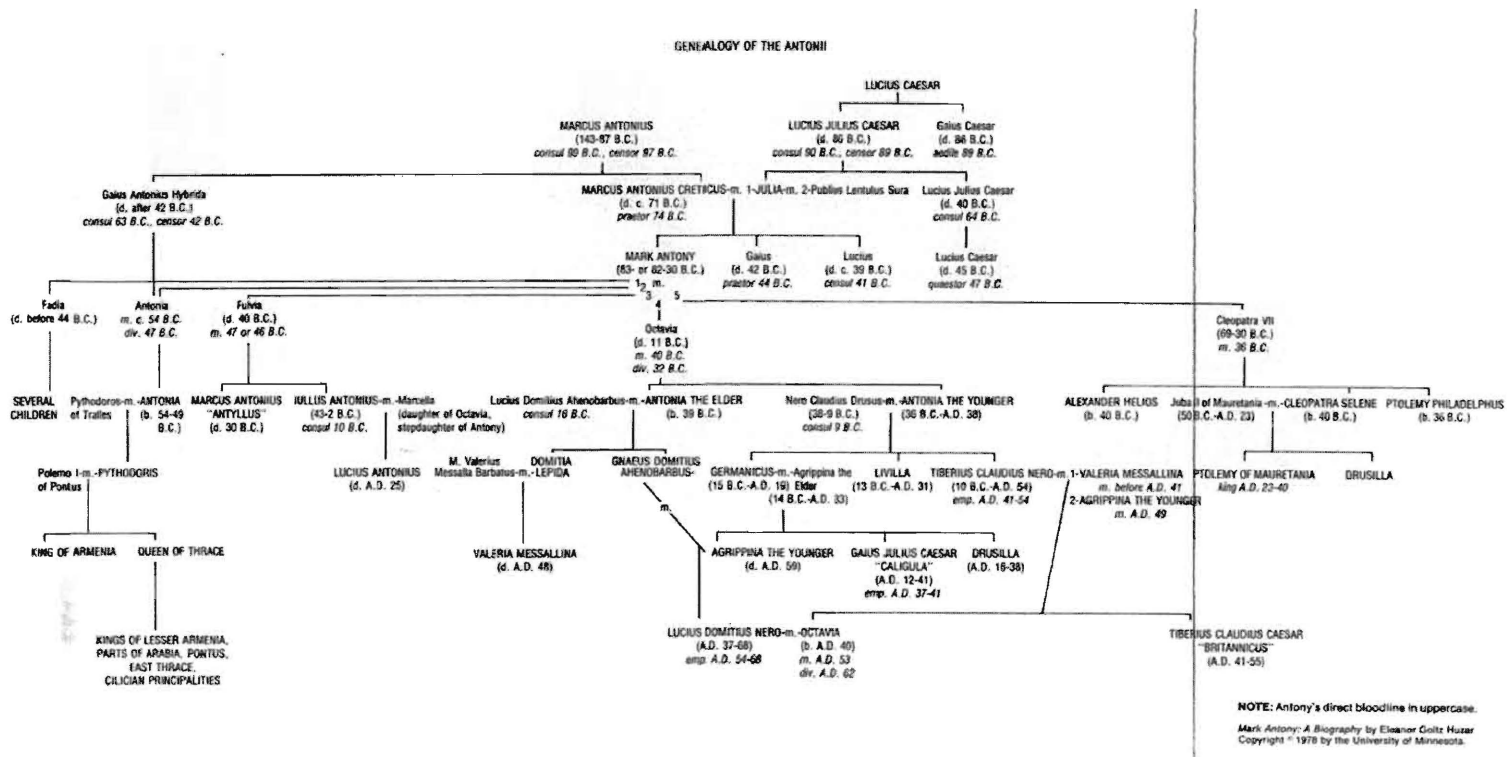 GENEALOGY OF THE ANTONII
LUCIUS CAESAR
MARCUS ANTONIUS
(143-87 B.C.)
consul 99 B.C., censor 97 B.C.
LUCIUS JULIUS CAESAR
(d. 86 B.C.)
consul 90 B.C., censor 89 B.C.
Gaius Caesar
(d. 86 B.C.)
aedile 89 B.C.
Gaius Antonius Hybrida
(d. after 42 B.C.)
consul 63 B.C., censor 42 B.C.
MARCUS ANTONIUS CRETICUS-m. 1-JULIA-m. 2-Publius Lentulus Sura
(d. c. 71 B.C.)
praetor 74 B.C.
Lucius Julius Caesar
(d. 40 B.C.)
consul 64 B.C.
MARK ANTONY
(83- or 82-30 B.C.)
Gaius
(d. 42 B.C.)
praetor 44 B.C.
Lucius
(d. c. 39 B.C.)
consul 41 B.C.
Lucius Caesar
(d. 45 B.C.)
quaestor 47 B.C.
1 2 m. 3 4 5
Fadia
(d. before 44 B.C.)
Antonia
m. c. 54 B.C.
div. 47 B.C.
Fulvia
(d. 40 B.C.)
m. 47 or 46 B.C.
Octavia
(d. 11 B.C.)
m. 40 B.C.
div. 32 B.C.
Cleopatra VII
(69-30 B.C.)
m. 36 B.C.
SEVERAL
CHILDREN
Pythodoros-m.-ANTONIA
of Tralles
(b. 54-49
B.C.)
MARCUS ANTONIUS
"ANTYLLUS"
(d. 30 B.C.)
IULLUS ANTONIUS-m.-Marcella
(43-2 B.C.)
consul 10 B.C.
(daughter of Octavia,
stepdaughter of Antony)
Lucius Domitius Ahenobarbus-m.-ANTONIA THE ELDER
consul 16 B.C.
(b. 39 B.C.)
Nero Claudius Drusus-m.-ANTONIA THE YOUNGER
(38-9 B.C.)
consul 9 B.C.
(36 B.C.-A.D. 38)
ALEXANDER HELIOS
(b. 40 B.C.)
Juba II of Mauretania-m.-CLEOPATRA SELENE
(50 B.C.-A.D. 23)
(b. 40 B.C.)
PTOLEMY PHILADELPHUS
(b. 36 B.C.)
Polemo I-m.-PYTHODORIS
of Pontus
LUCIUS ANTONIUS
(d. A.D. 25)
M. Valerius
Messalla Barbatus-m.-LEPIDA
DOMITIA
GNAEUS DOMITIUS
AHENOBARBUS-
m.
GERMANICUS-m.-Agrippina the
(15 B.C.-A.D. 19) Elder
(14 B.C.-A.D. 33)
LIVILLA
(13 B.C.-A.D. 31)
TIBERIUS CLAUDIUS NERO-m. 1-VALERIA MESSALLINA
(10 B.C.-A.D. 54)
emp. A.D. 41-54
m. before A.D. 41
2-AGRIPPINA THE YOUNGER
m. A.D. 49
PTOLEMY OF MAURETANIA
king A.D. 23-40
DRUSILLA
KING OF ARMENIA
QUEEN OF THRACE
VALERIA MESSALLINA
(d. A.D. 48)
AGRIPPINA THE YOUNGER
(d. A.D. 59)
GAIUS JULIUS CAESAR
"CALIGULA"
(A.D. 12-41)
emp. A.D. 37-41
DRUSILLA
(A.D. 16-38)
KINGS OF LESSER ARMENIA,
PARTS OF ARABIA, PONTUS,
EAST THRACE,
CILICIAN PRINCIPALITIES
LUCIUS DOMITIUS NERO-m.-OCTAVIA
(A.D. 37-68)
emp. A.D. 54-68
(b. A.D. 40)
m. A.D. 53
div. A.D. 62
TIBERIUS CLAUDIUS CAESAR
"BRITANNICUS"
(A.D. 41-55)
NOTE: Antony's direct bloodline in uppercase.
Mark Antony: A Biography by Eleanor Goltz Huzar
Copyright © 1978 by the University of Minnesota.